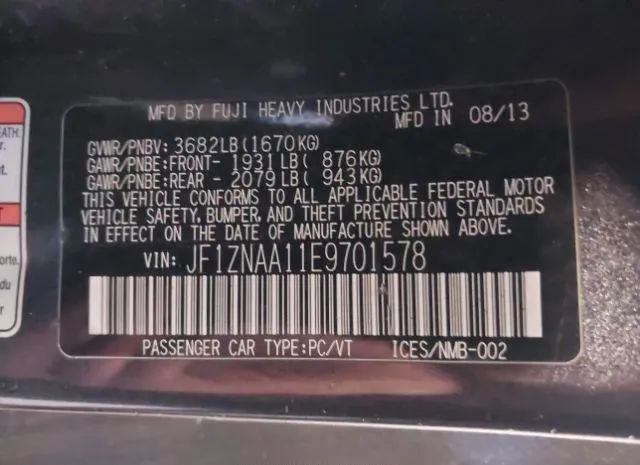 MFD BY FUJI HEAVY INDUSTRIES LTD.
MFD IN 08/13
GVWR/PNBV: 3682LB(1670KG)
GAWR/PNBE:FRONT- 1931LB( 876KG)
GAWR/PNBE:REAR - 2079LB( 943KG)
THIS VEHICLE CONFORMS TO ALL APPLICABLE FEDERAL MOTOR
VEHICLE SAFETY, BUMPER, AND THEFT PREVENTION STANDARDS
IN EFFECT ON THE DATE OF MANUFACTURE SHOWN ABOVE.
VIN: JF1ZNAA11E9701578
PASSENGER CAR TYPE:PC/VT ICES/NMB-002
EATH: